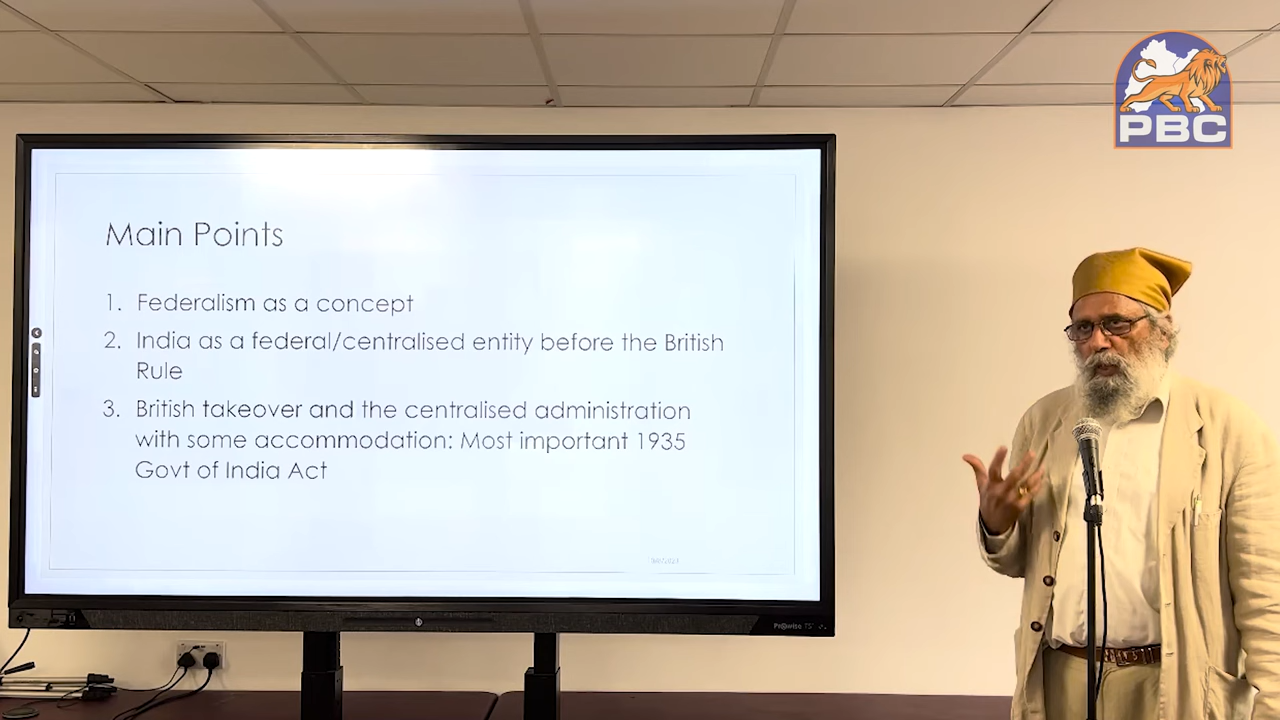 PBC
Main Points
1. Federalism as a concept
2. India as a federal/centralised entity before the British
Rule
3. British takeover and the centralised administration
with some accommodation: Most important 1935
Govt of India Act